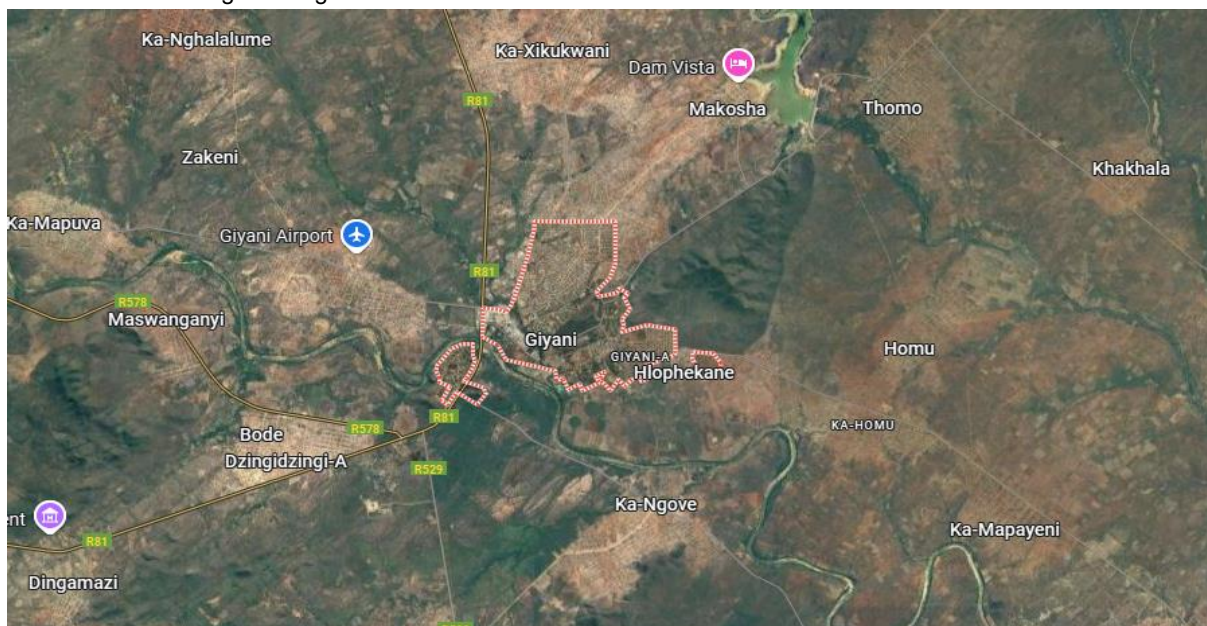 Ka-Nghalalume
Ka-Xikukwani
Dam Vista
R81
Makosha
Thomo
Zakeni
Khakhala
Ka-Mapuva
Giyani Airport
R81
R578
Maswanganyi
Giyani
GIYANI-A
Homu
Hlophekane
R81
KA-HOMU
Bode
R578
Dzingidzingi-A
R529
Ka-Ngove
ent
Ka-Mapayeni
R81
Dingamazi